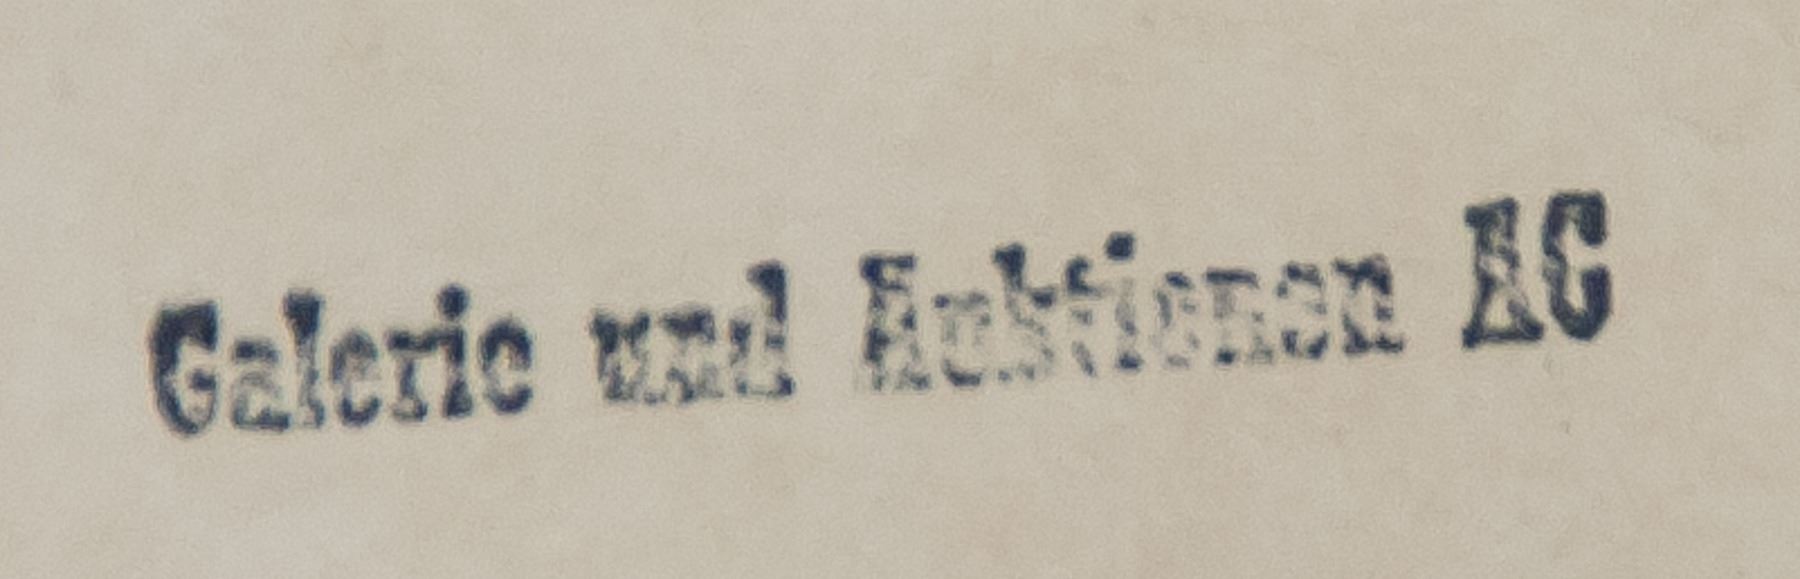 Galerie und Auktionen AG